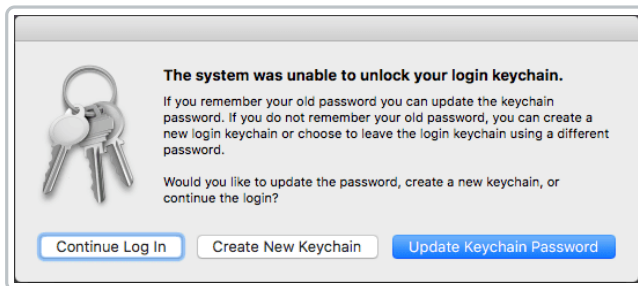 The system was unable to unlock your login keychain.
If you remember your old password you can update the keychain
password. If you do not remember your old password, you can create a
new login keychain or choose to leave the login keychain using a different
password.
Would you like to update the password, create a new keychain, or
continue the login?
Continue Log In
Create New Keychain
Update Keychain Password